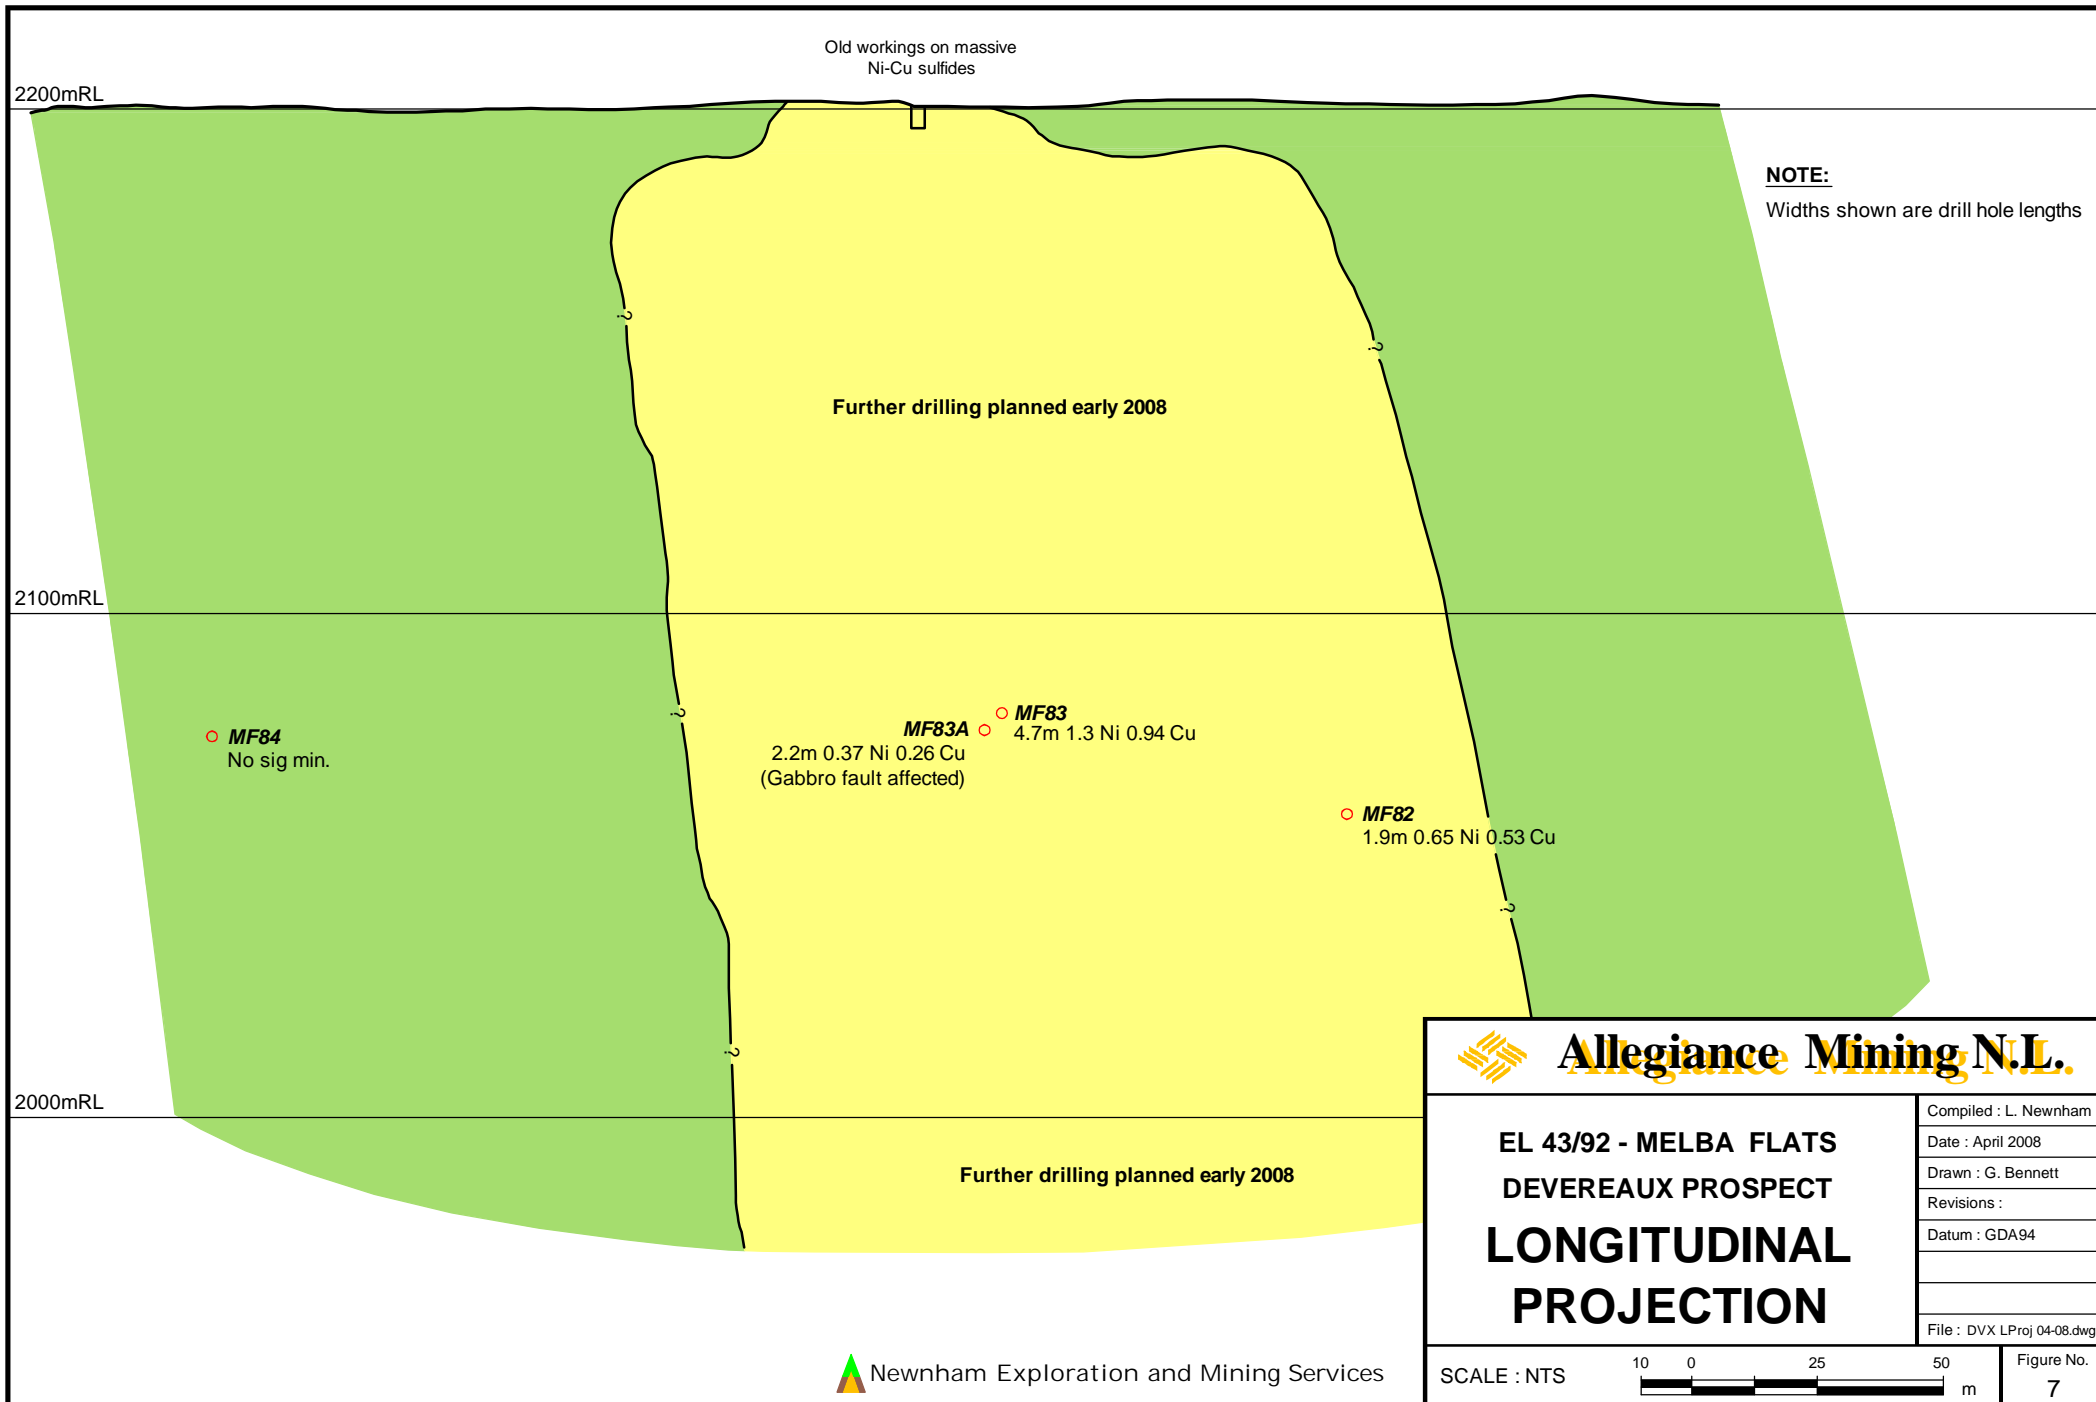 Old workings on massive
Ni-Cu sulfides
2200mRL
NOTE:
Widths shown are drill hole lengths
?
?
Further drilling planned early 2008
2100mRL
?
MF84
No sig min.
MF83
4.7m 1.3 Ni 0.94 Cu
MF83A
2.2m 0.37 Ni 0.26 Cu
(Gabbro fault affected)
MF82
1.9m 0.65 Ni 0.53 Cu
?
?
2000mRL
Further drilling planned early 2008
Allegiance Mining N.L.
EL 43/92 - MELBA FLATS
DEVEREAUX PROSPECT
LONGITUDINAL
PROJECTION
Compiled : L. Newnham
Date : April 2008
Drawn : G. Bennett
Revisions :
Datum : GDA94
File : DVX LProj 04-08.dwg
Newnham Exploration and Mining Services
SCALE : NTS
10 0 25 50
m
Figure No.
7